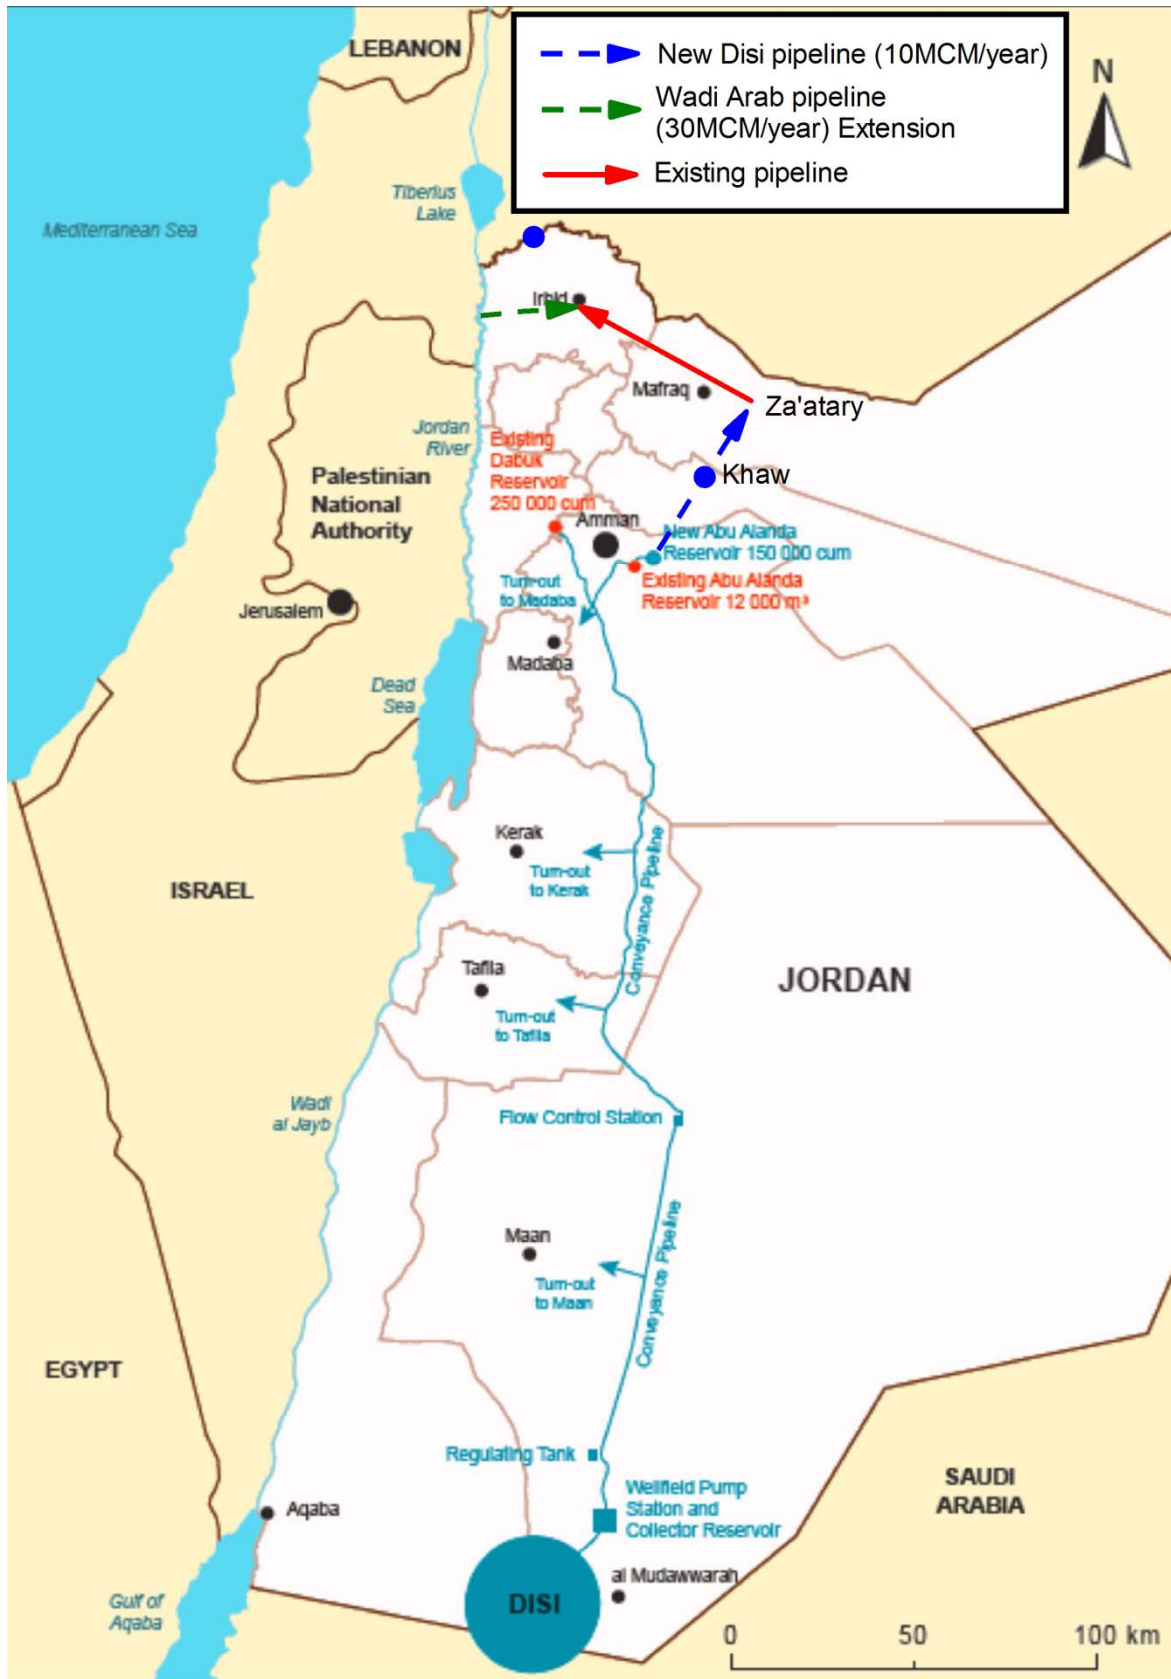 LEBANON
New Disi pipeline (10MCM/year)
Wadi Arab pipeline
(30MCM/year) Extension
Existing pipeline
N
Tiberius
Lake
Mediterranean Sea
Irbid
Mafraq
Za'atary
Jordan
River
Existing
Dabuk
Reservoir
250 000 cum
Khaw
Palestinian
National
Authority
Amman
New Abu Alanda
Reservoir 150 000 cum
Existing Abu Alanda
Reservoir 12 000 m³
Turn-out
to Madaba
Jerusalem
Madaba
Dead
Sea
Kerak
Turn-out
to Kerak
Conveyance Pipeline
ISRAEL
JORDAN
Tafila
Turn-out
to Tafila
Wadi
al Jayb
Flow Control Station
Maan
Turn-out
to Maan
Conveyance Pipeline
EGYPT
Regulating Tank
Wellfield Pump
Station and
Collector Reservoir
SAUDI
ARABIA
Aqaba
al Mudawwarah
DISI
Gulf of
Aqaba
0 50 100 km